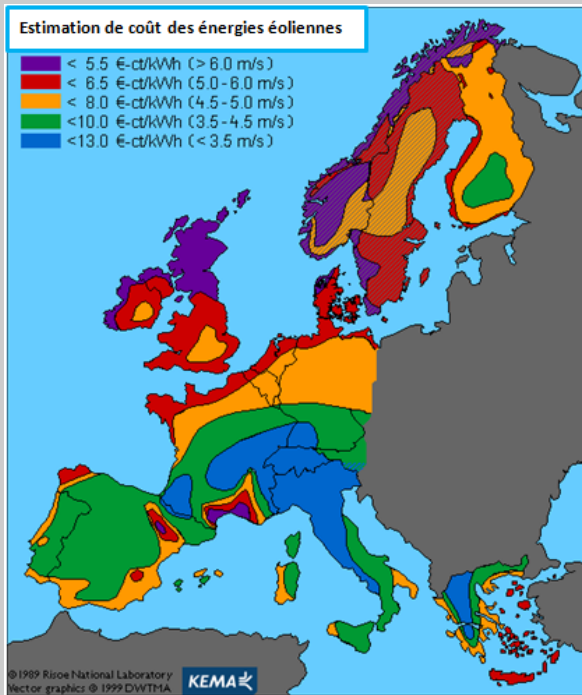 Estimation de coût des énergies éoliennes
< 5.5 €-ct/kWh (> 6.0 m/s)
< 6.5 €-ct/kWh (5.0-6.0 m/s)
< 8.0 €-ct/kWh (4.5-5.0 m/s)
<10.0 €-ct/kWh (3.5-4.5 m/s)
<13.0 €-ct/kWh (< 3.5 m/s)
©1989 Risoe National Laboratory
Vector graphics © 1999 DWTMA
KEMA